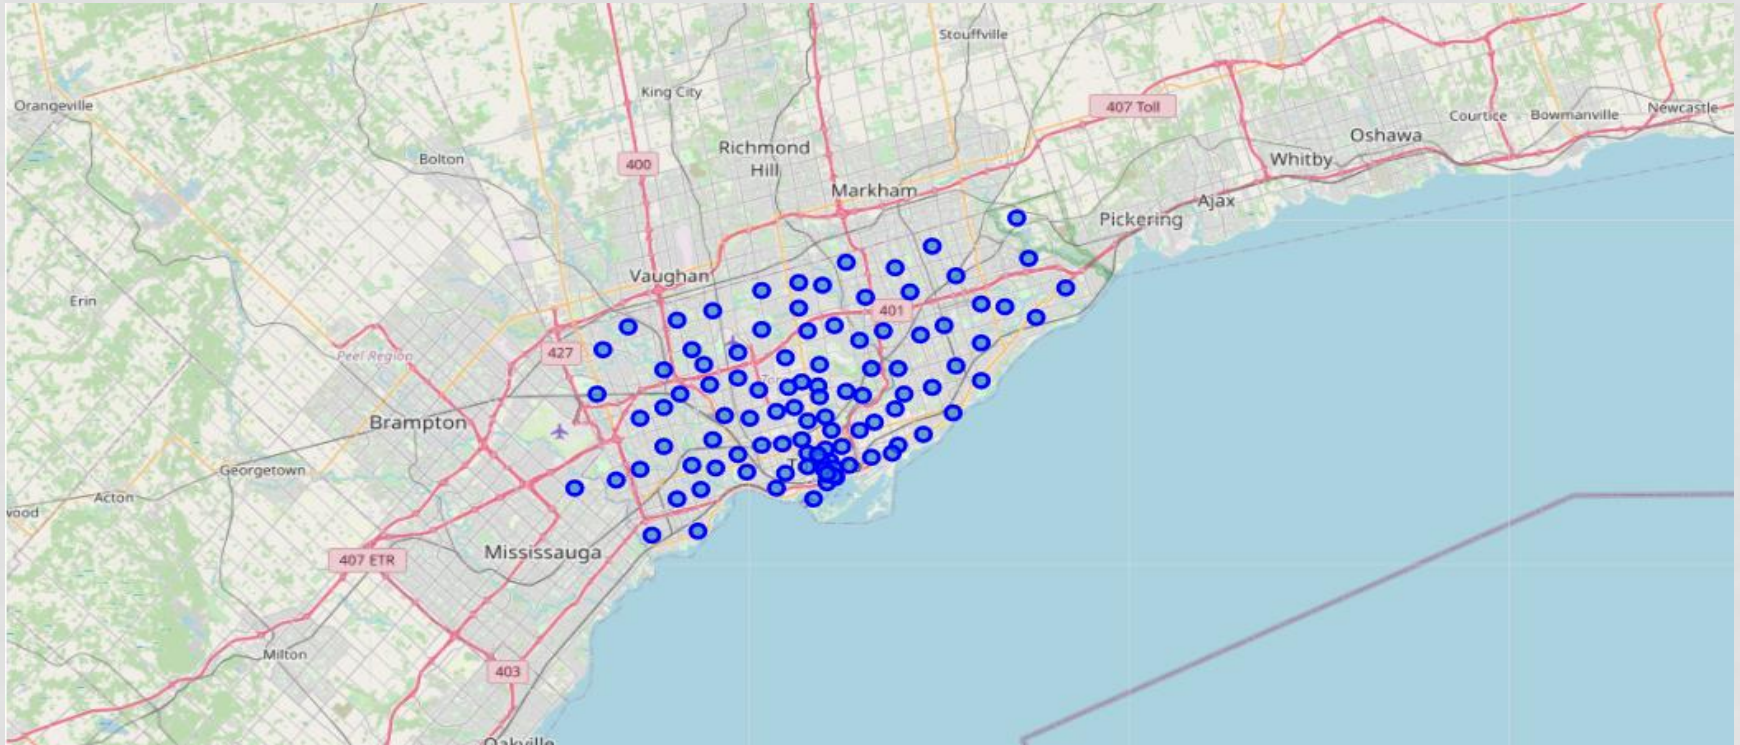 Stouffville
Orangeville
King City
407 Toll
Newcastle
Courtice
Bowmanville
Oshawa
Richmond
Hill
Bolton
400
Whitby
Markham
Ajax
Pickering
Vaughan
Erin
401
427
Peel Region
Brampton
Georgetown
Acton
wood
Mississauga
407 ETR
Milton
403
Oakville